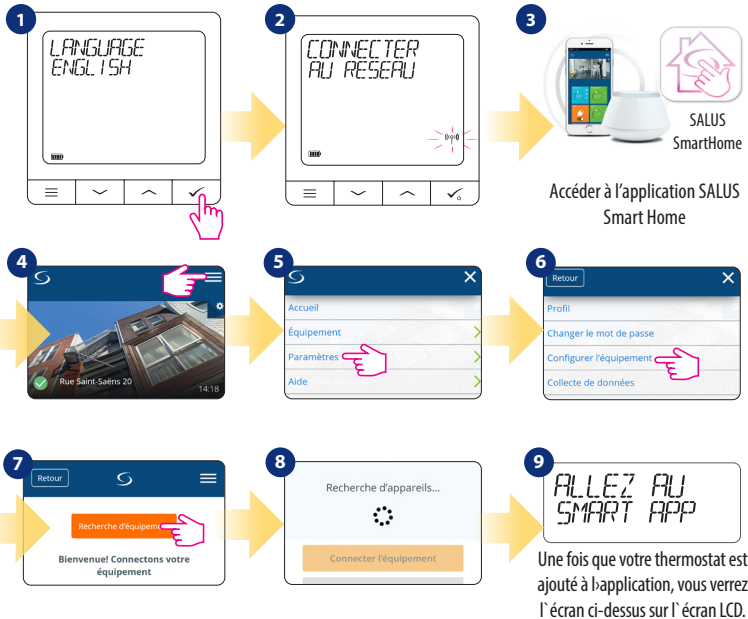 1
LANGUAGE
ENGLISH
2
CONNECTER
AU RESEAU
3
SALUS
SmartHome
Accéder à l'application SALUS
Smart Home
4
Rue Saint-Saëns 20
14:18
5
Accueil
Équipement
Paramètres
Aide
6
Retour
Profil
Changer le mot de passe
Configurer l'équipement
Collecte de données
7
Retour
Recherche d'équipeme
Bienvenue! Connectons votre
équipement
8
Recherche d'appareils...
Connecter l'équipement
9
ALLEZ AU
SMART APP
Une fois que votre thermostat est
ajouté à l›application, vous verrez
l`écran ci-dessus sur l`écran LCD.